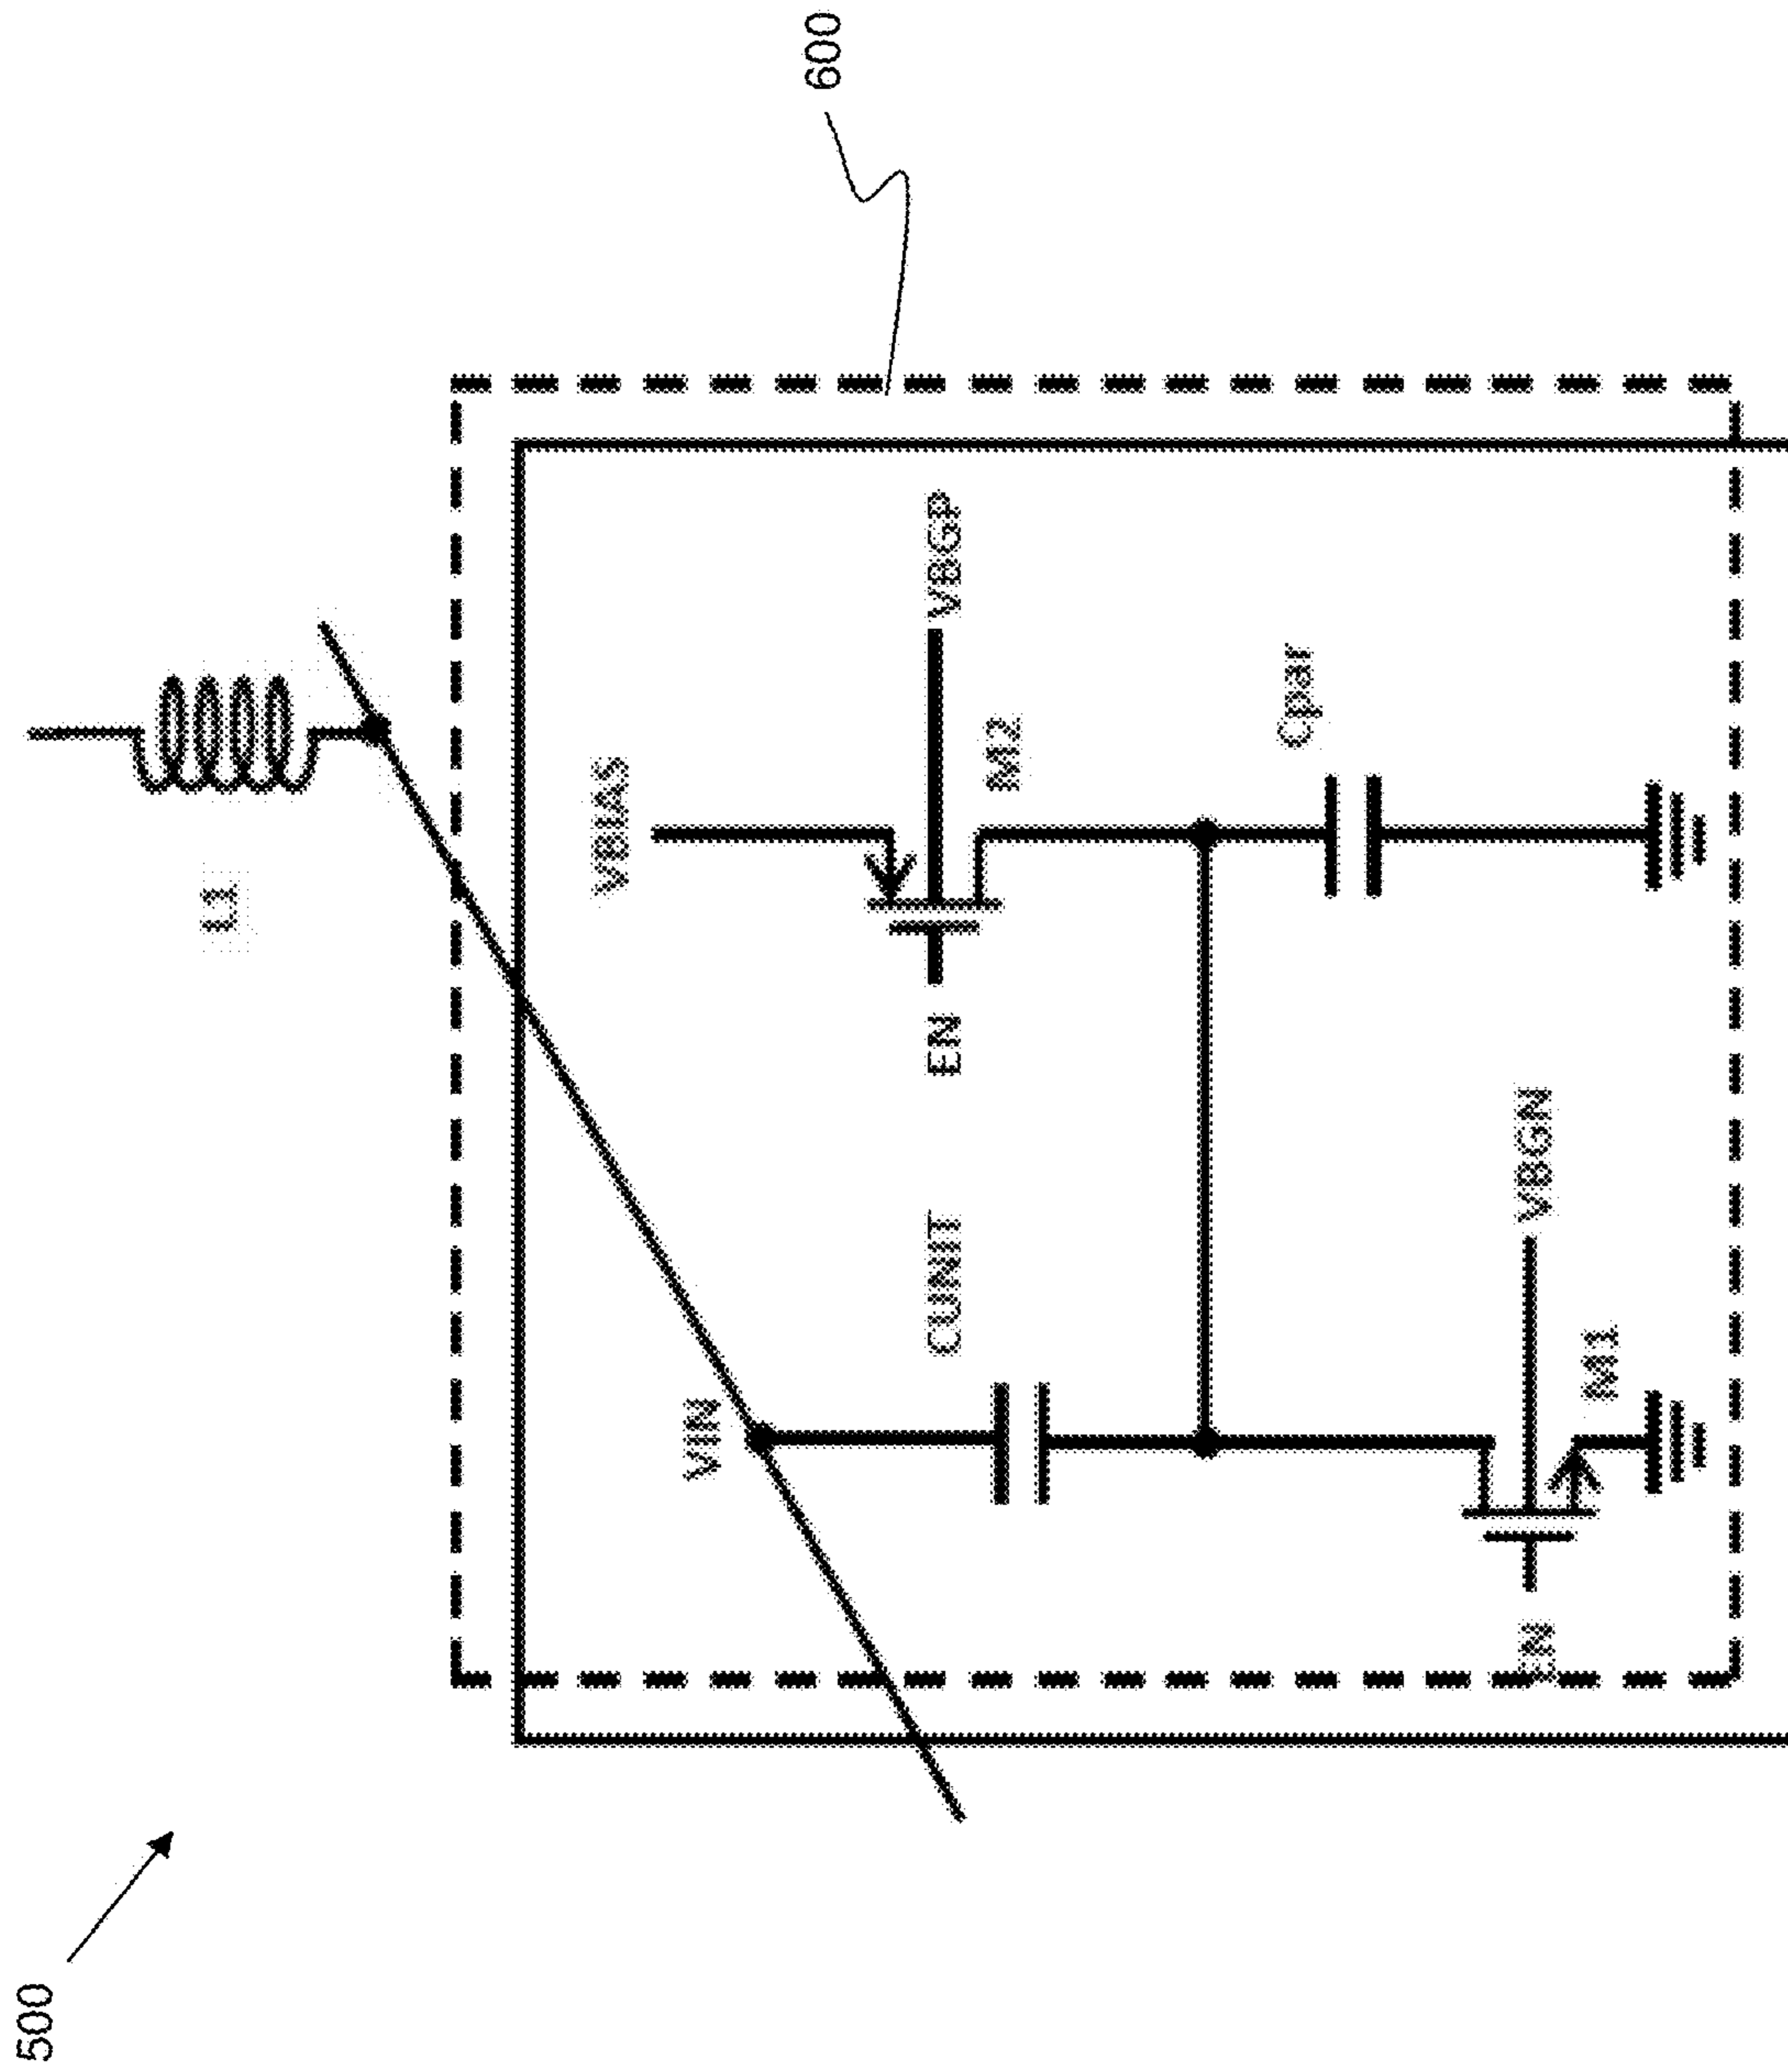 500
L1
600
VBIAS
VIN
CUNIT
EN
VBGP
M2
Cpar
EN
VBGN
M1